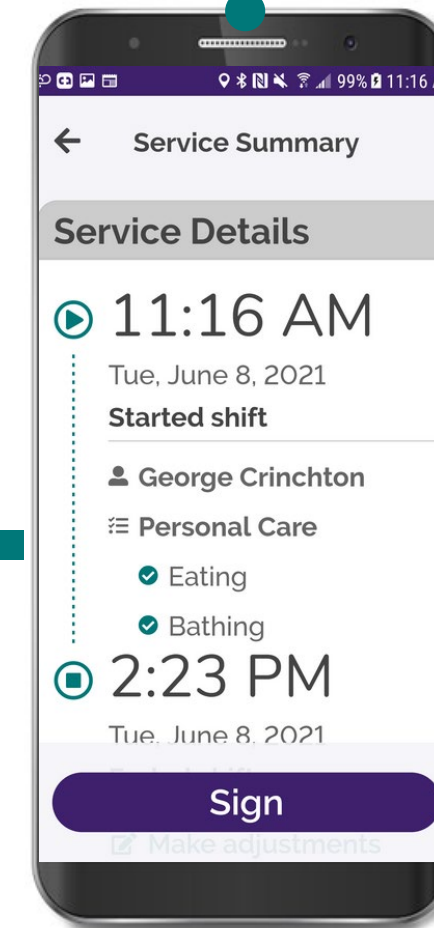 99% 11:16
Service Summary
Service Details
11:16 AM
Tue, June 8, 2021
Started shift
George Crinchton
Personal Care
Eating
Bathing
2:23 PM
Tue, June 8, 2021
Sign
Make adjustments